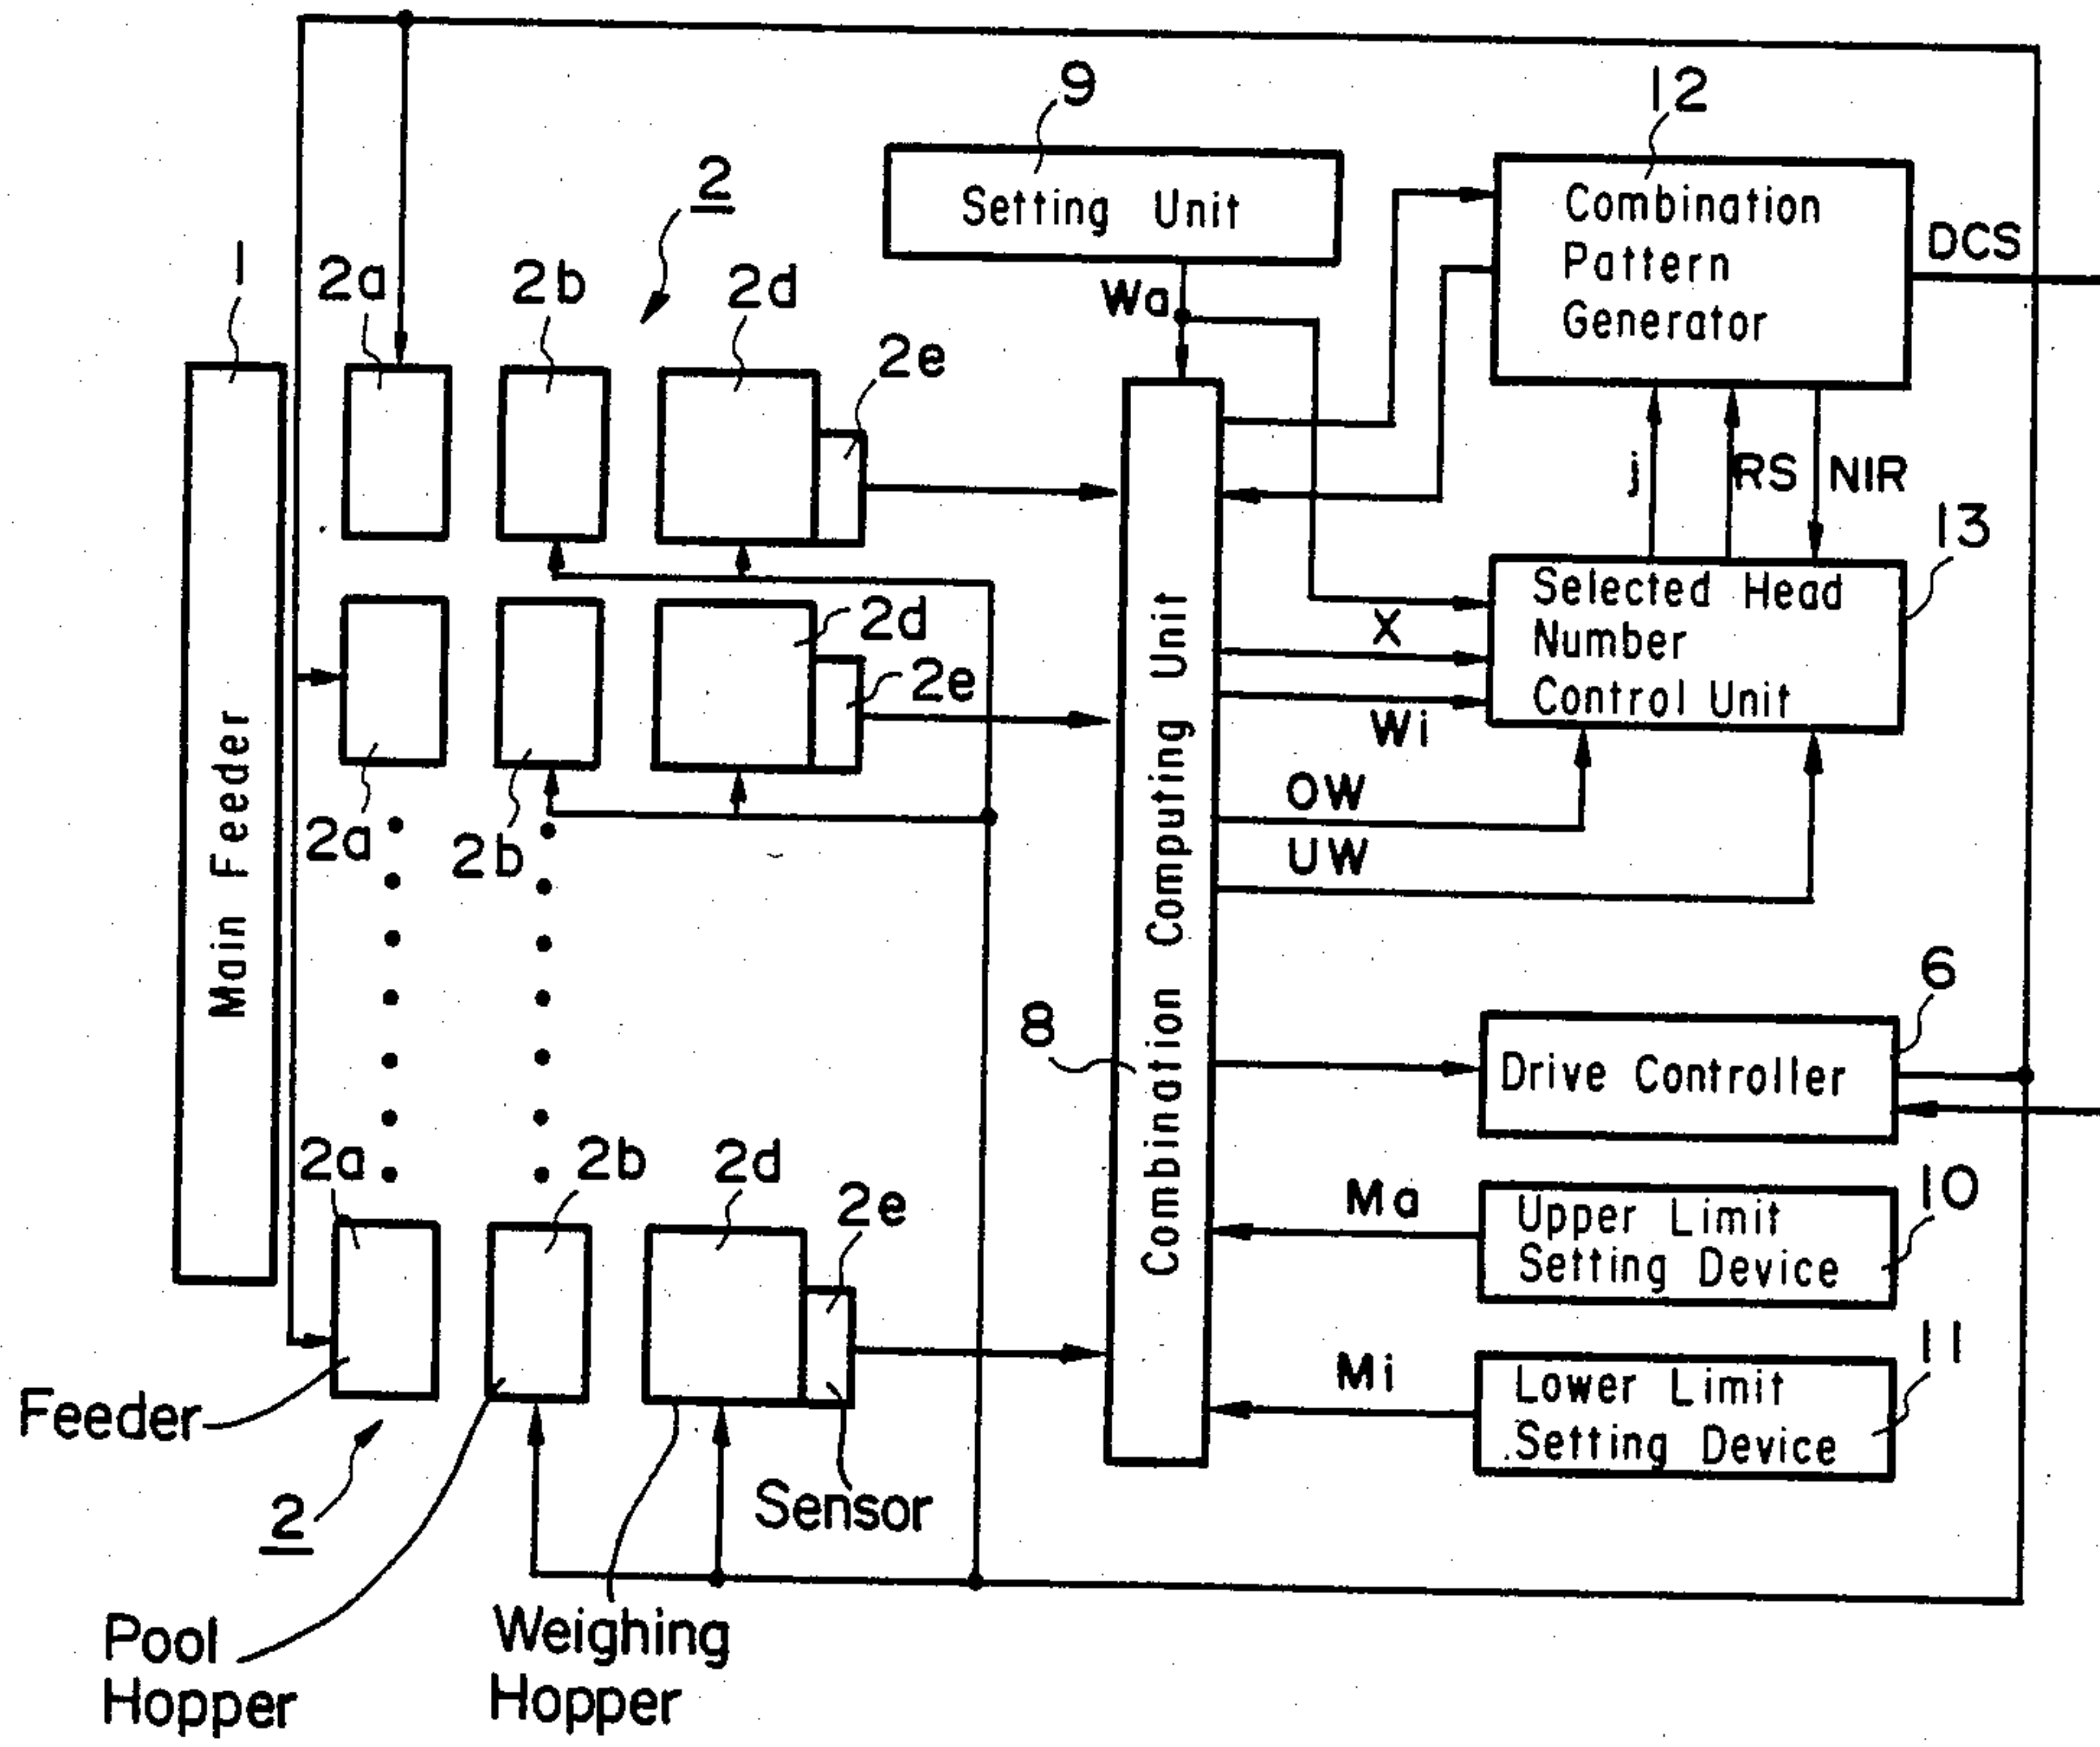 12
9
2
Setting Unit
Combination
Pattern
Generator
DCS
1
2a
2b
2d
2e
Wa
j
RS
NIR
13
Selected Head
Number
Control Unit
X
Wi
2d
2e
OW
UW
2a
2b
Main Feeder
Combination Computing Unit
8
6
Drive Controller
2a
2b
2d
2e
Ma
10
Upper Limit
Setting Device
Mi
11
Lower Limit
Setting Device
Feeder
2
Sensor
Pool
Hopper
Weighing
Hopper